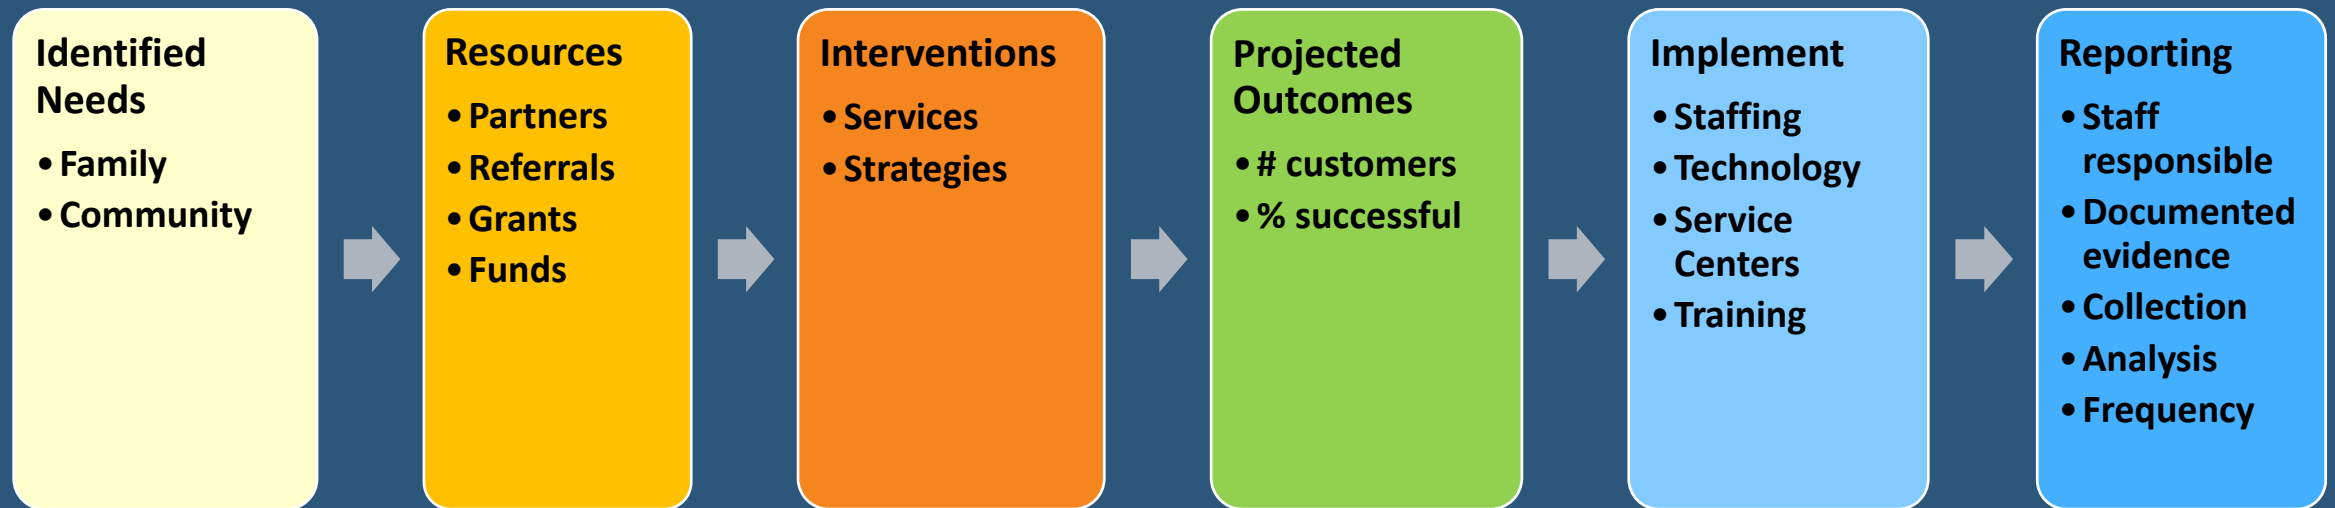 Identified
Needs
• Family
• Community
Resources
• Partners
• Referrals
• Grants
• Funds
Interventions
• Services
• Strategies
Projected
Outcomes
• # customers
• % successful
Implement
• Staffing
• Technology
• Service
Centers
• Training
Reporting
• Staff
responsible
• Documented
evidence
• Collection
• Analysis
• Frequency